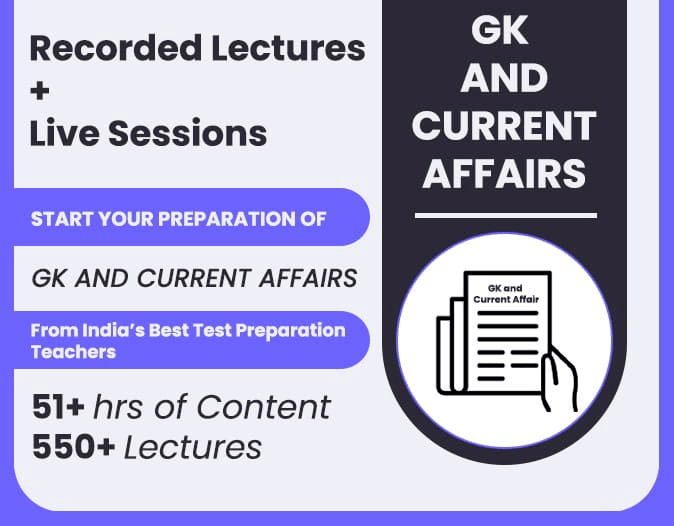 Recorded Lectures
+
Live Sessions
START YOUR PREPARATION OF
GK AND CURRENT AFFAIRS
From India's Best Test Preparation
Teachers
51+ hrs of Content
550+ Lectures
GK
AND
CURRENT
AFFAIRS
GK and
Current Affair